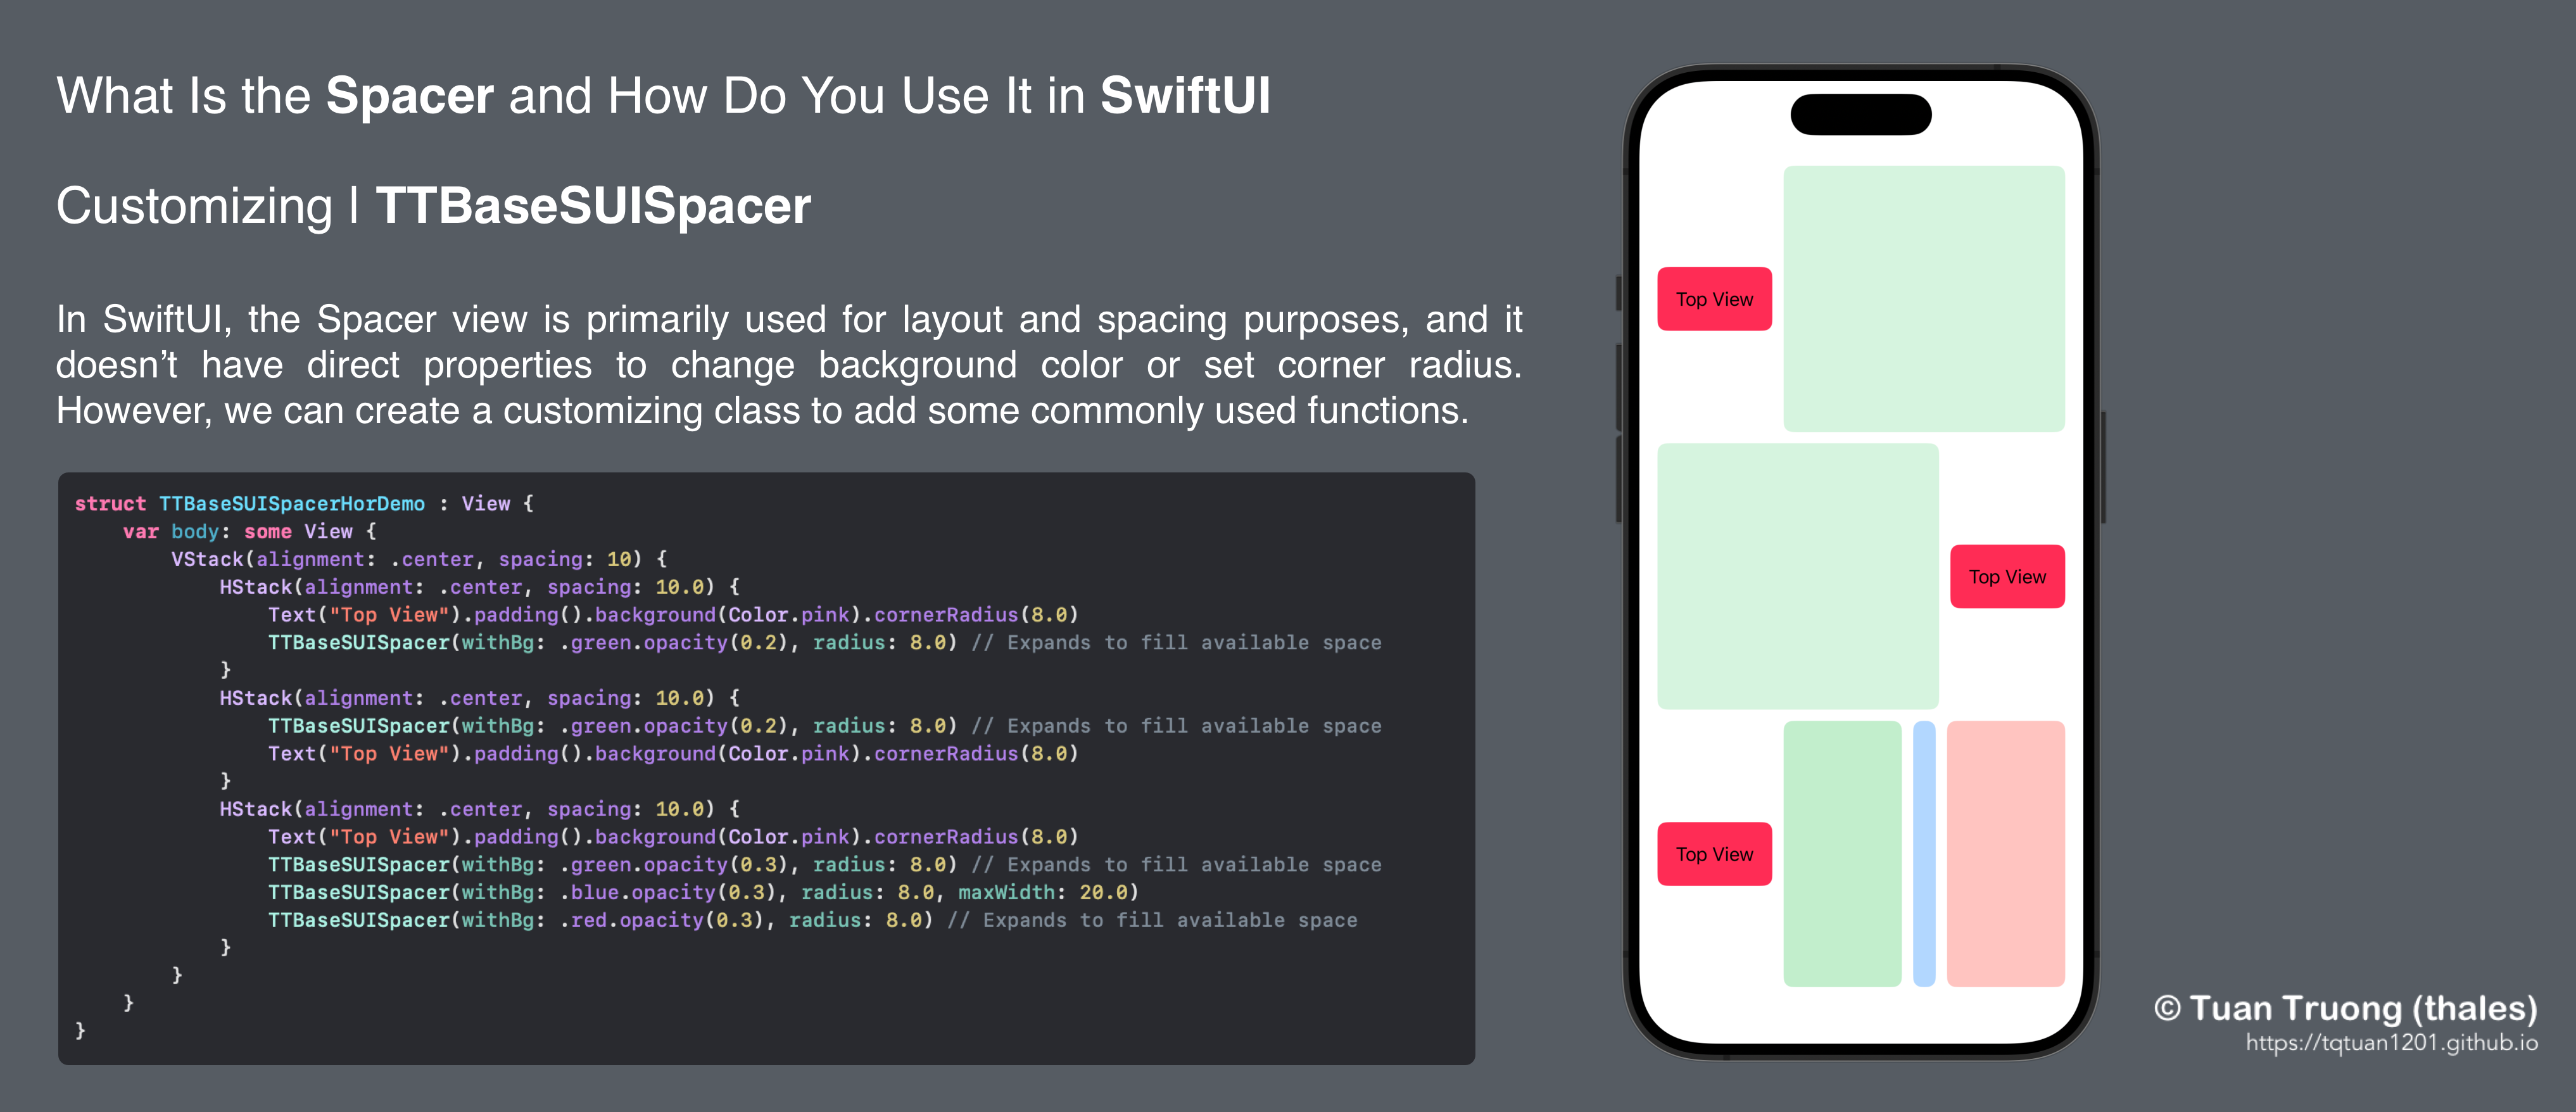 What Is the Spacer and How Do You Use It in SwiftUI
Customizing | TTBaseSUISpacer
In SwiftUI, the Spacer view is primarily used for layout and spacing purposes, and it
doesn’t have direct properties to change background color or set corner radius.
However, we can create a customizing class to add some commonly used functions.
struct TTBaseSUISpacerHorDemo : View {
    var body: some View {
        VStack(alignment: .center, spacing: 10) {
            HStack(alignment: .center, spacing: 10.0) {
                Text("Top View").padding().background(Color.pink).cornerRadius(8.0)
                TTBaseSUISpacer(withBg: .green.opacity(0.2), radius: 8.0) // Expands to fill available space
            }
            HStack(alignment: .center, spacing: 10.0) {
                TTBaseSUISpacer(withBg: .green.opacity(0.2), radius: 8.0) // Expands to fill available space
                Text("Top View").padding().background(Color.pink).cornerRadius(8.0)
            }
            HStack(alignment: .center, spacing: 10.0) {
                Text("Top View").padding().background(Color.pink).cornerRadius(8.0)
                TTBaseSUISpacer(withBg: .green.opacity(0.3), radius: 8.0) // Expands to fill available space
                TTBaseSUISpacer(withBg: .blue.opacity(0.3), radius: 8.0, maxWidth: 20.0)
                TTBaseSUISpacer(withBg: .red.opacity(0.3), radius: 8.0) // Expands to fill available space
            }
        }
    }
}
Top View
Top View
Top View
© Tuan Truong (thales)
https://tqtuan1201.github.io